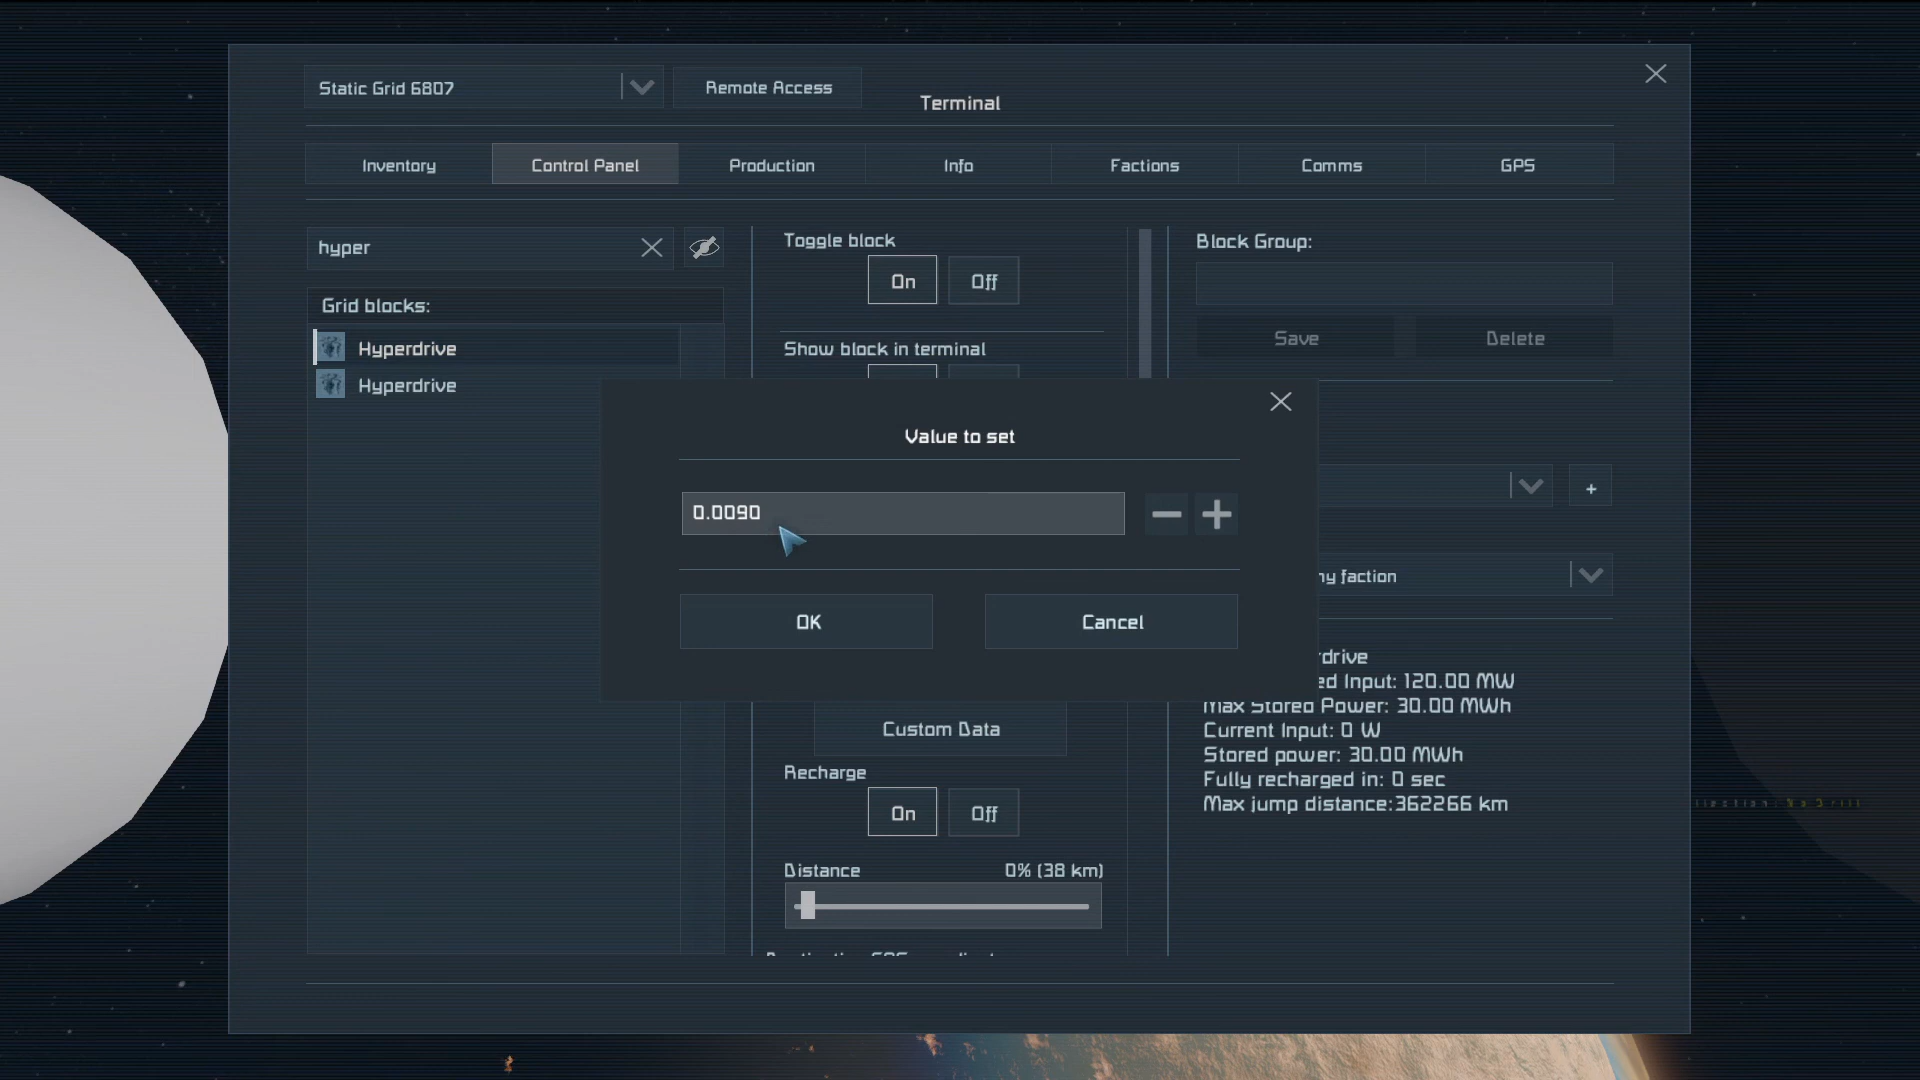 Static Grid 6807
Remote Access
Terminal
Inventory
Control Panel
Production
Info
Factions
Comms
GPS
hyper
Grid blocks:
Hyperdrive
Hyperdrive
Toggle block
On
Off
Show block in terminal
Block Group:
Save
Delete
Value to set
0.0090
OK
Cancel
+
faction
drive
ed Input: 120.00 MW
Max Stored Power: 30.00 MWh
Current Input: 0 W
Stored power: 30.00 MWh
Fully recharged in: 0 sec
Max jump distance:362266 km
Custom Data
Recharge
On
Off
Distance
0% (38 km)